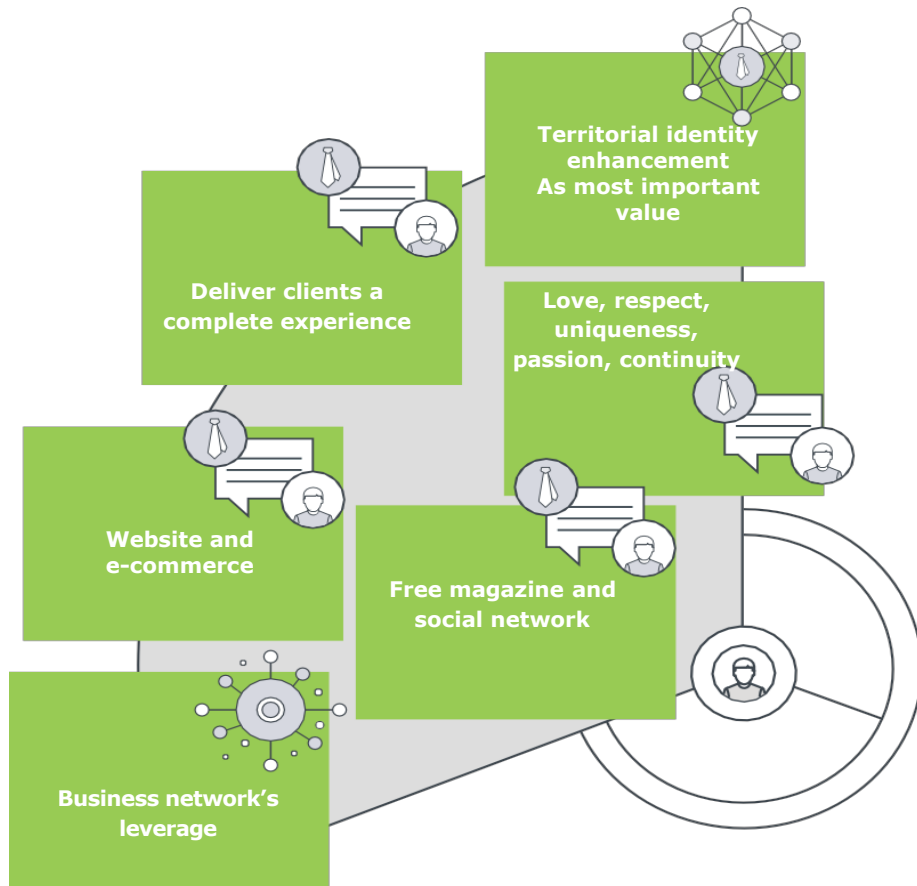 Territorial identity
enhancement
As most important
value
Deliver clients a
complete experience
Love, respect,
uniqueness,
passion, continuity
Website and
e-commerce
Free magazine and
social network
Business network’s
leverage